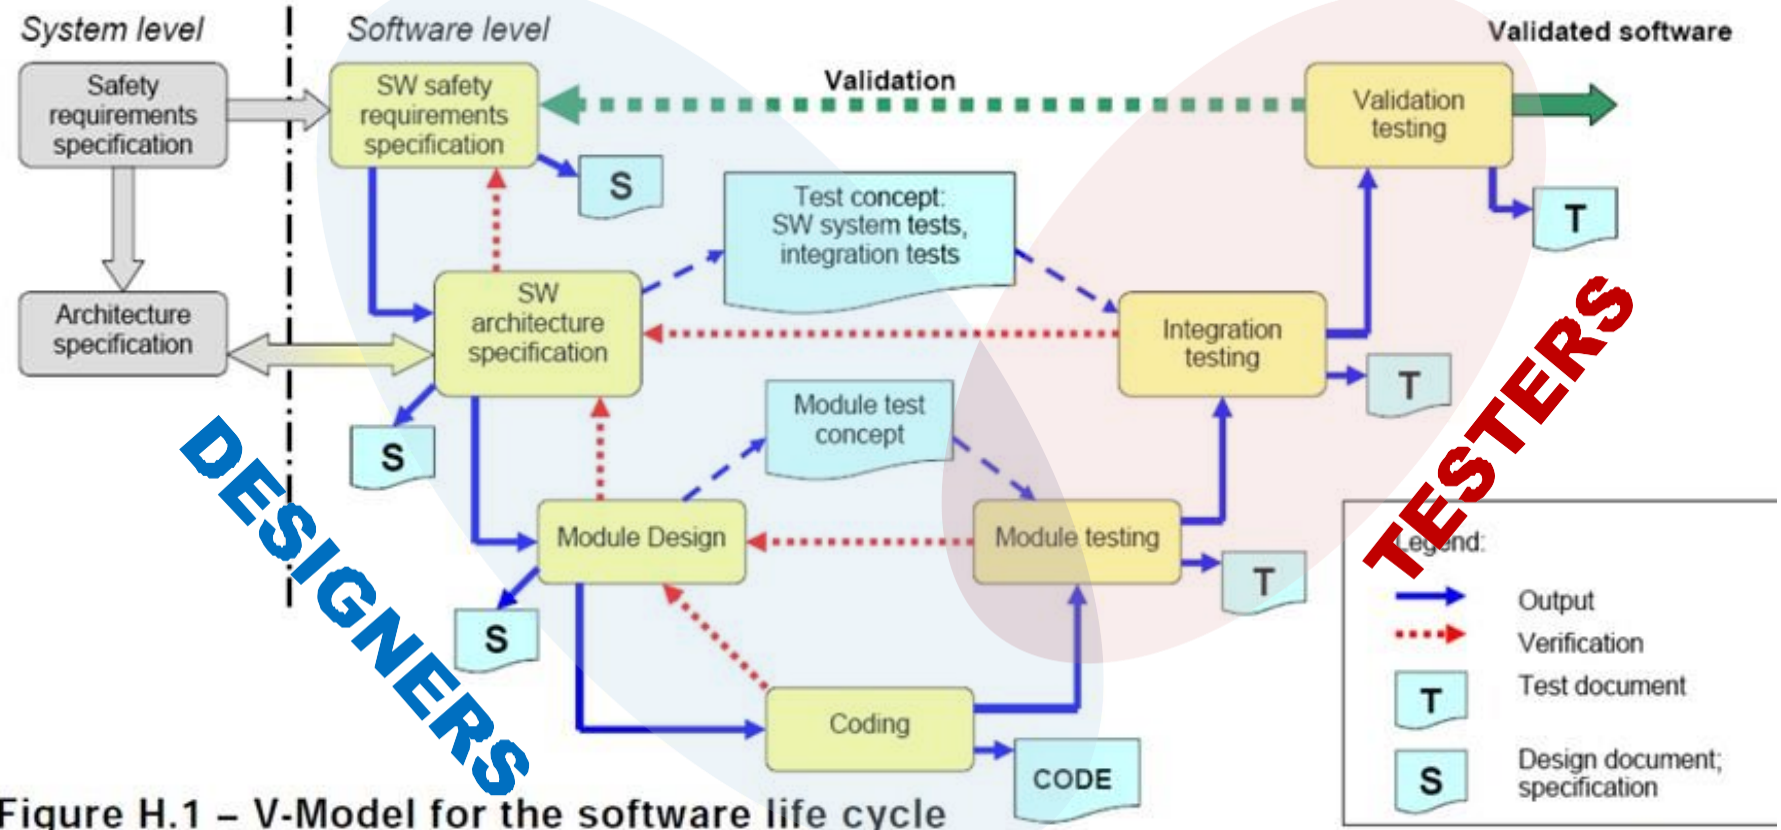 System level
Software level
Validated software
Safety
requirements
specification
SW safety
requirements
specification
Validation
Validation
testing
S
Test concept:
SW system tests,
integration tests
T
Architecture
specification
SW
architecture
specification
Integration
testing
T
S
Module test
concept
DESIGNERS
TESTERS
Module Design
Module testing
T
S
Coding
CODE
Legend:
Output
Verification
T
Test document
S
Design document;
specification
Figure H.1 – V-Model for the software life cycle